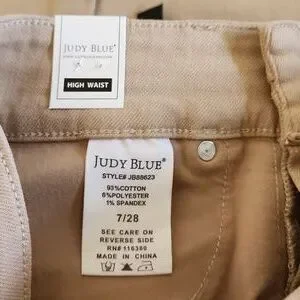 JUDY BLUE®
HIGH WAIST
JUDY BLUE®
STYLE# JB88623
93%COTTON
6%POLYESTER
1% SPANDEX
7/28
SEE CARE ON
REVERSE SIDE
RN# 116380
MADE IN CHINA